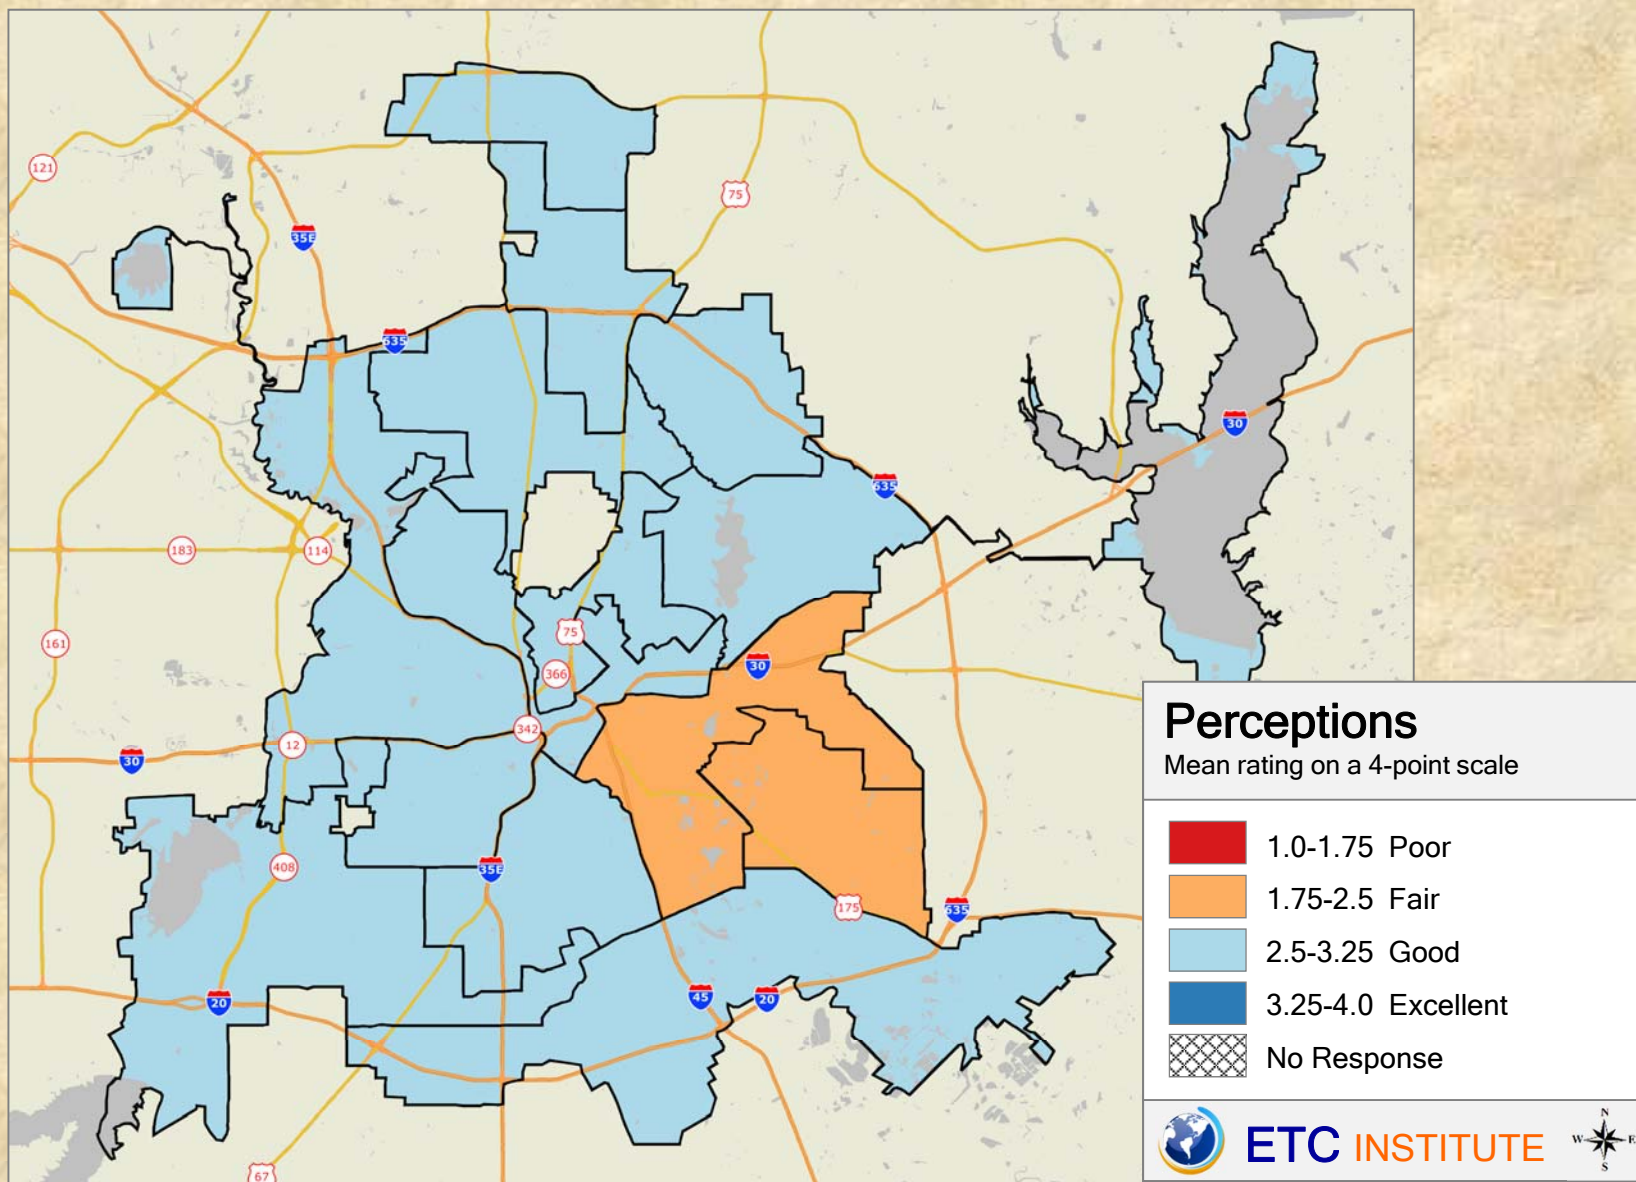 121
75
35E
635
30
635
183
114
161
75
366
30
342
12
30
408
35E
175
635
20
45
20
67
Perceptions
Mean rating on a 4-point scale
1.0-1.75 Poor
1.75-2.5 Fair
2.5-3.25 Good
3.25-4.0 Excellent
No Response
ETC INSTITUTE
N
W E
S